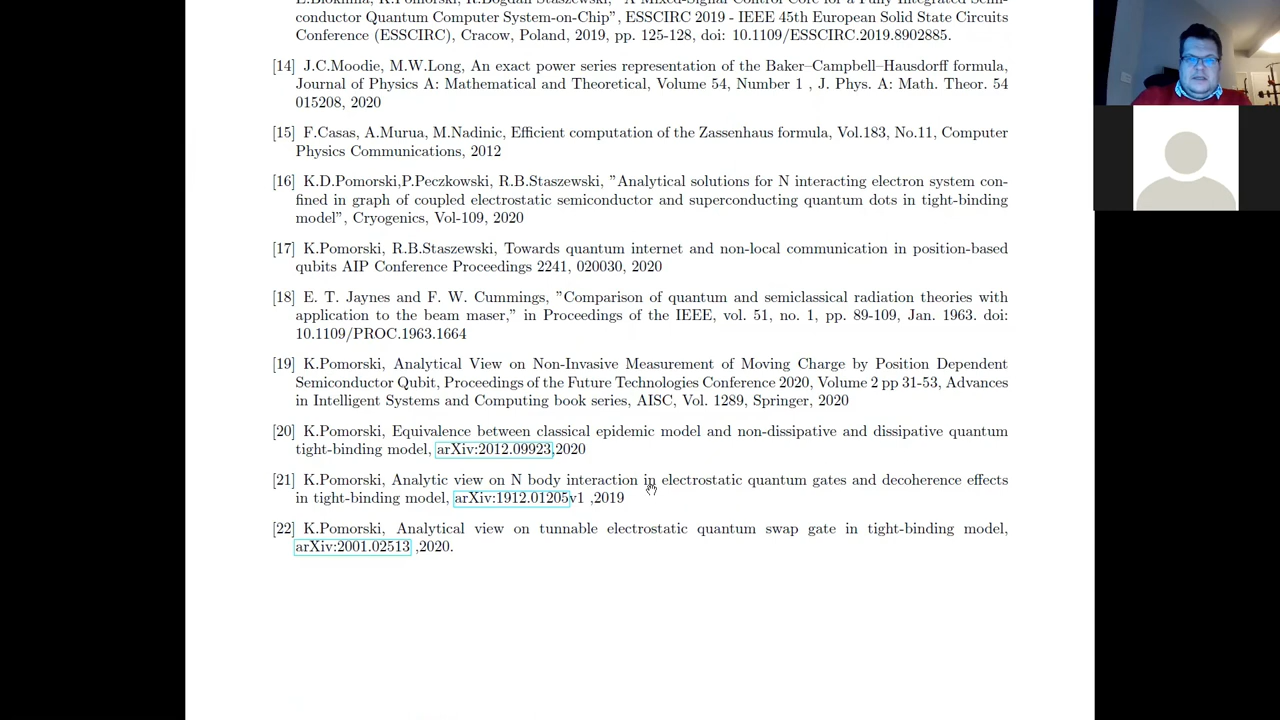 E.Blokhina, K.Pomorski, R.Bogdan Staszewski, "A Mixed-Signal Control Core for a Fully Integrated Semi-
conductor Quantum Computer System-on-Chip", ESSCIRC 2019 - IEEE 45th European Solid State Circuits
Conference (ESSCIRC), Cracow, Poland, 2019, pp. 125-128, doi: 10.1109/ESSCIRC.2019.8902885.
[14] J.C.Moodie, M.W.Long, An exact power series representation of the Baker–Campbell–Hausdorff formula,
Journal of Physics A: Mathematical and Theoretical, Volume 54, Number 1 , J. Phys. A: Math. Theor. 54
015208, 2020
[15] F.Casas, A.Murua, M.Nadinic, Efficient computation of the Zassenhaus formula, Vol.183, No.11, Computer
Physics Communications, 2012
[16] K.D.Pomorski,P.Peczkowski, R.B.Staszewski, "Analytical solutions for N interacting electron system con-
fined in graph of coupled electrostatic semiconductor and superconducting quantum dots in tight-binding
model", Cryogenics, Vol-109, 2020
[17] K.Pomorski, R.B.Staszewski, Towards quantum internet and non-local communication in position-based
qubits AIP Conference Proceedings 2241, 020030, 2020
[18] E. T. Jaynes and F. W. Cummings, "Comparison of quantum and semiclassical radiation theories with
application to the beam maser," in Proceedings of the IEEE, vol. 51, no. 1, pp. 89-109, Jan. 1963. doi:
10.1109/PROC.1963.1664
[19] K.Pomorski, Analytical View on Non-Invasive Measurement of Moving Charge by Position Dependent
Semiconductor Qubit, Proceedings of the Future Technologies Conference 2020, Volume 2 pp 31-53, Advances
in Intelligent Systems and Computing book series, AISC, Vol. 1289, Springer, 2020
[20] K.Pomorski, Equivalence between classical epidemic model and non-dissipative and dissipative quantum
tight-binding model, arXiv:2012.09923,2020
[21] K.Pomorski, Analytic view on N body interaction in electrostatic quantum gates and decoherence effects
in tight-binding model, arXiv:1912.01205v1 ,2019
[22] K.Pomorski, Analytical view on tunnable electrostatic quantum swap gate in tight-binding model,
arXiv:2001.02513 ,2020.